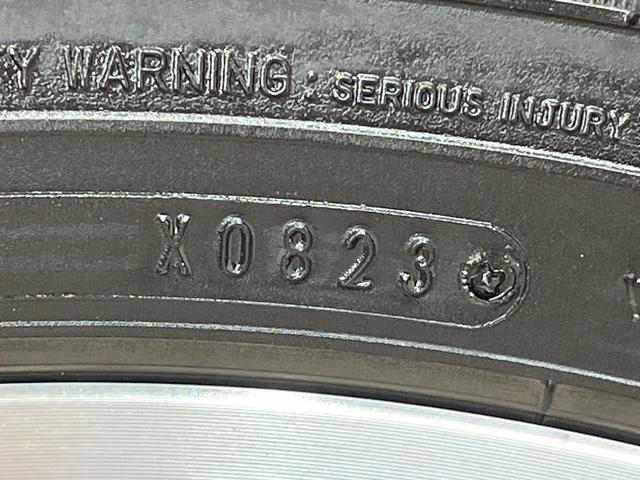 WARNING : SERIOUS INJURY
X0823